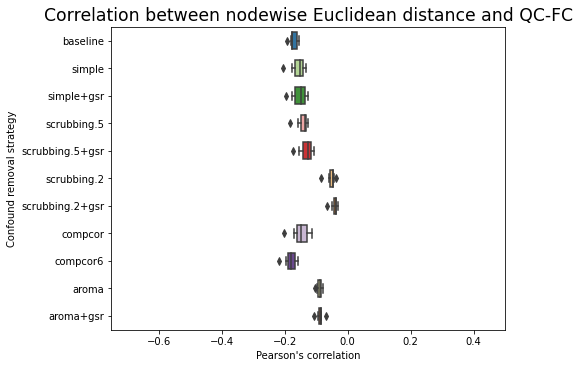 Correlation between nodewise Euclidean distance and QC-FC
Confound removal strategy
baseline
simple
simple+gsr
scrubbing.5
scrubbing.5+gsr
scrubbing.2
scrubbing.2+gsr
compcor
compcor6
aroma
aroma+gsr
−0.6 −0.4 −0.2 0.0 0.2 0.4
Pearson's correlation